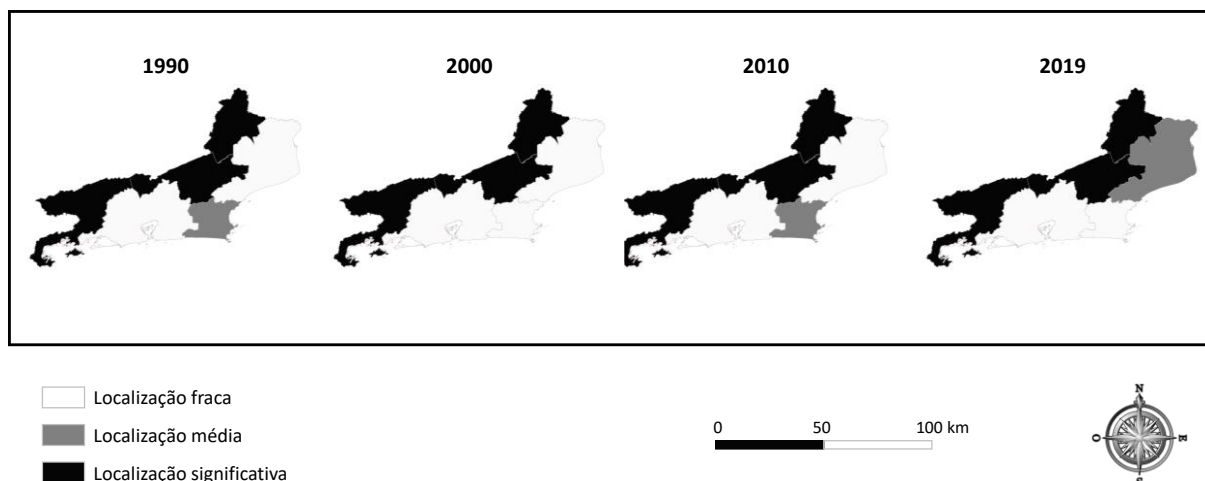 1990 2000 2010 2019
Localização fraca
Localização média
Localização significativa
0 50 100 km
N
O E
S